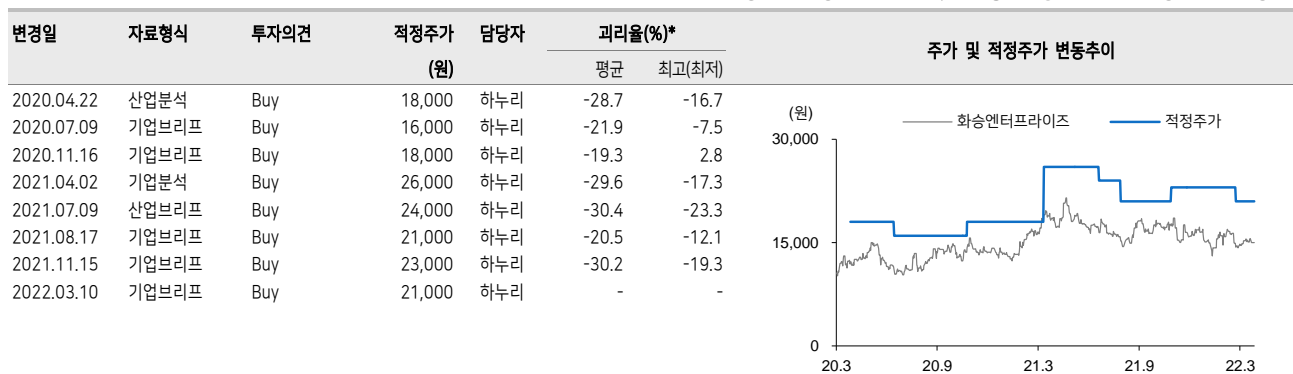 변경일 자료형식 투자의견 적정주가 담당자 괴리율(%)* 주가 및 적정주가 변동추이
(원) 평균 최고(최저)
2020.04.22 산업분석 Buy 18,000 하누리 -28.7 -16.7
2020.07.09 기업브리프 Buy 16,000 하누리 -21.9 -7.5
2020.11.16 기업브리프 Buy 18,000 하누리 -19.3 2.8
2021.04.02 기업분석 Buy 26,000 하누리 -29.6 -17.3
2021.07.09 산업브리프 Buy 24,000 하누리 -30.4 -23.3
2021.08.17 기업브리프 Buy 21,000 하누리 -20.5 -12.1
2021.11.15 기업브리프 Buy 23,000 하누리 -30.2 -19.3
2022.03.10 기업브리프 Buy 21,000 하누리 - -
(원) 화승엔터프라이즈 적정주가
30,000
15,000
0
20.3 20.9 21.3 21.9 22.3